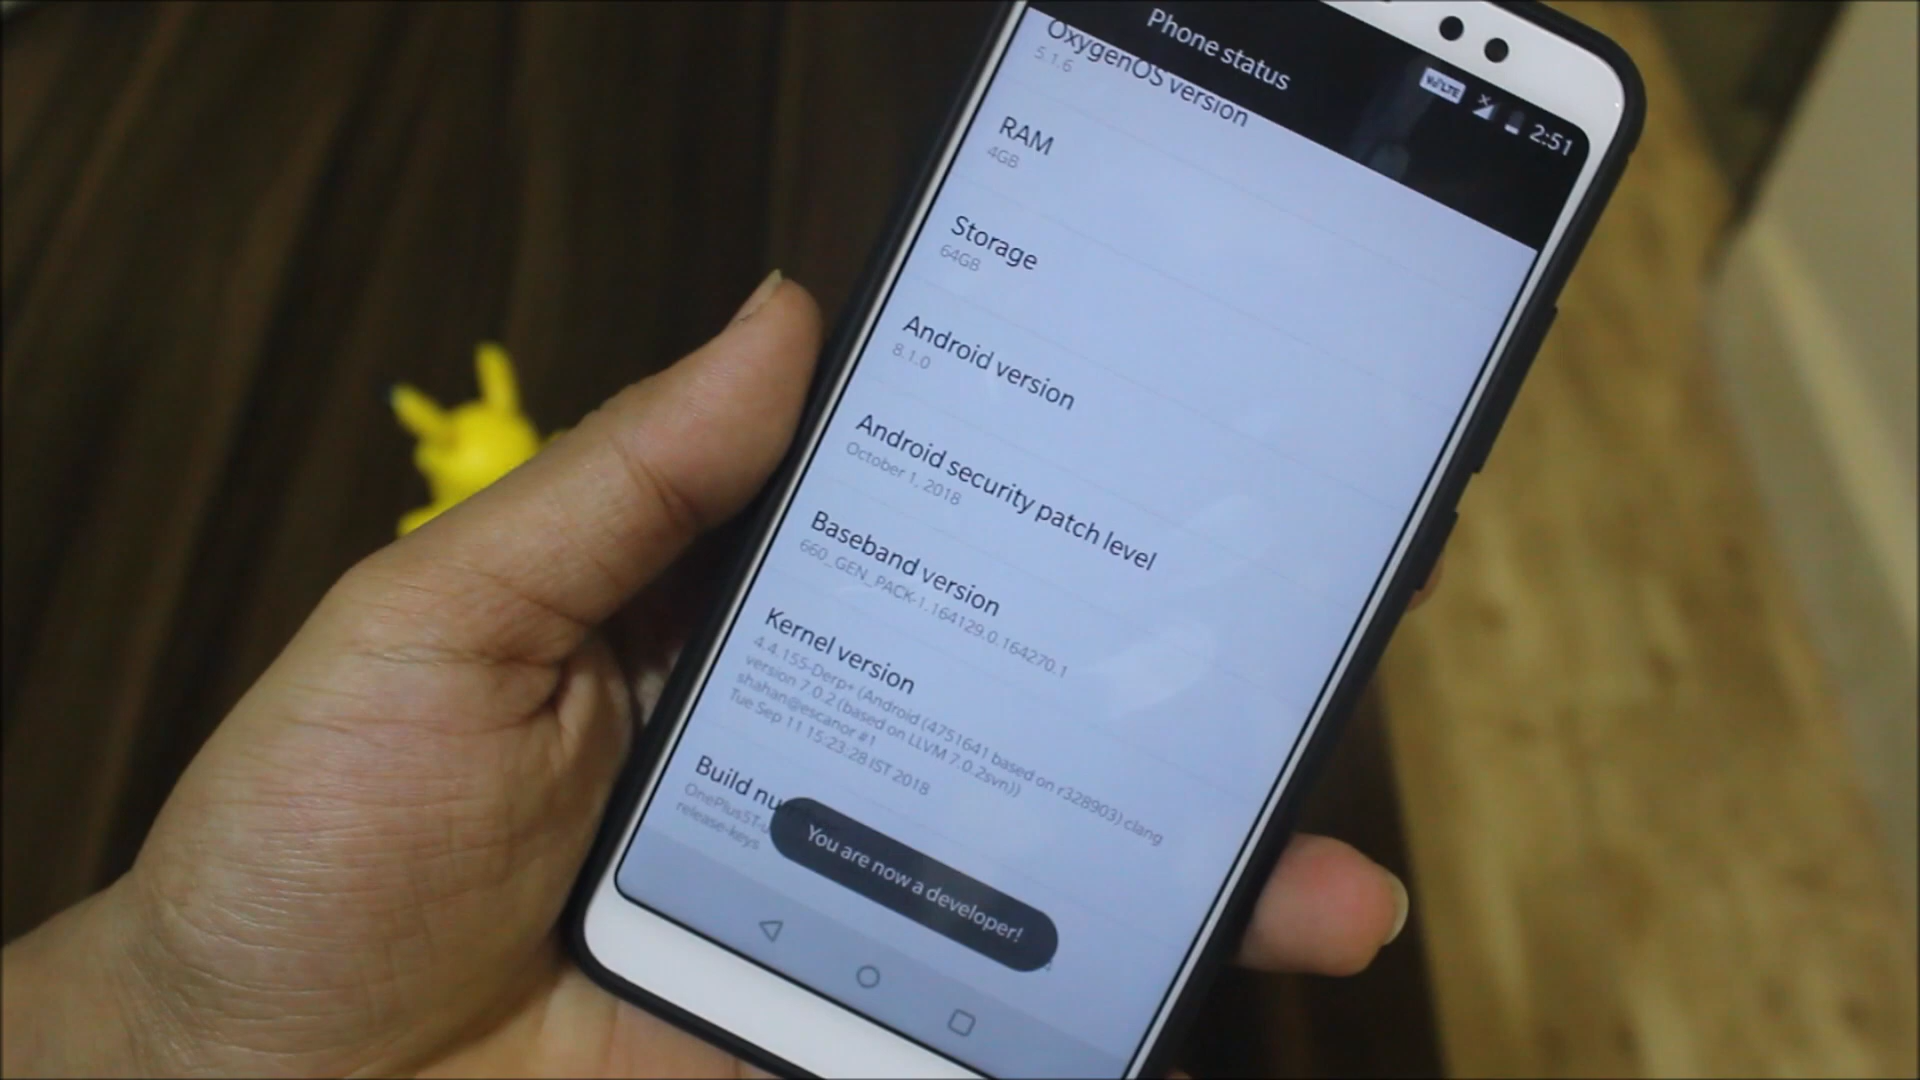 Phone status
VoLTE
2:51
OxygenOS version
5.1.6
RAM
4GB
Storage
64GB
Android version
8.1.0
Android security patch level
October 1, 2018
Baseband version
660_GEN_PACK-1.164129.0.164270.1
Kernel version
4.4.155-Derp+ (Android (4751641 based on r328903) clang
version 7.0.2 (based on LLVM 7.0.2svn))
shahan@escanor #1
Tue Sep 11 15:23:28 IST 2018
Build nu
OnePlus5T-u
release-keys
You are now a developer!